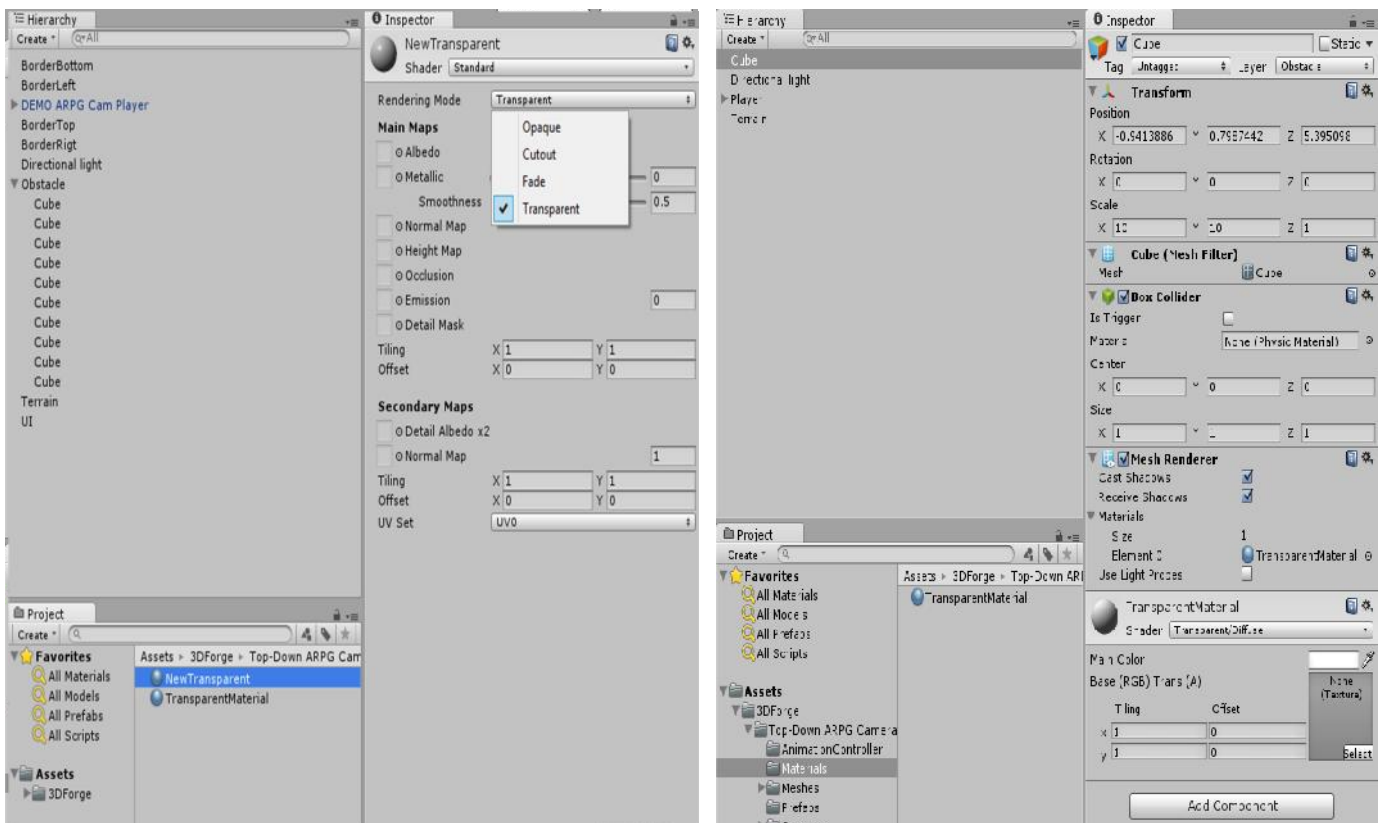 Hierarchy
Create
All
BorderBottom
BorderLeft
DEMO ARPG Cam Player
BorderTop
BorderRigt
Directional light
Obstacle
Cube
Cube
Cube
Cube
Cube
Cube
Cube
Cube
Cube
Cube
Terrain
UI
Project
Create
Favorites
All Materials
All Models
All Prefabs
All Scripts
Assets
3DForge
Assets 3DForge Top-Down ARPG Cam
NewTransparent
TransparentMaterial
Inspector
NewTransparent
Shader Standard
Rendering Mode Transparent
Opaque
Cutout
Fade
Transparent
Main Maps
Albedo
Metallic 0
Smoothness 0.5
Normal Map
Height Map
Occlusion
Emission 0
Detail Mask
Tiling X 1 Y 1
Offset X 0 Y 0
Secondary Maps
Detail Albedo x2
Normal Map 1
Tiling X 1 Y 1
Offset X 0 Y 0
UV Set UV0
Hierarchy
Create
All
Cube
Directional light
Player
Terrain
Project
Create
Favorites
All Materials
All Models
All Prefabs
All Scripts
Assets
3DForge
Top-Down ARPG Camera
AnimationController
Materials
Meshes
Prefabs
Assets 3DForge Top-Down ARP
TransparentMaterial
Inspector
Cube Static
Tag Untagged Layer Obstacle
Transform
Position
X -0.9413886 Y 0.7987442 Z 5.395098
Rotation
X 0 Y 0 Z 0
Scale
X 10 Y 10 Z 1
Cube (Mesh Filter)
Mesh Cube
Box Collider
Is Trigger
Material None (Physic Material)
Center
X 0 Y 0 Z 0
Size
X 1 Y Z 1
Mesh Renderer
Cast Shadows
Receive Shadows
Materials
Size 1
Element 0 TransparentMaterial
Use Light Probes
TransparentMaterial
Shader Transparent/Diffuse
Main Color
Base (RGB) Trans (A)
None
(Texture)
Tiling Offset
x 1 0
y 1 0
Select
Add Component